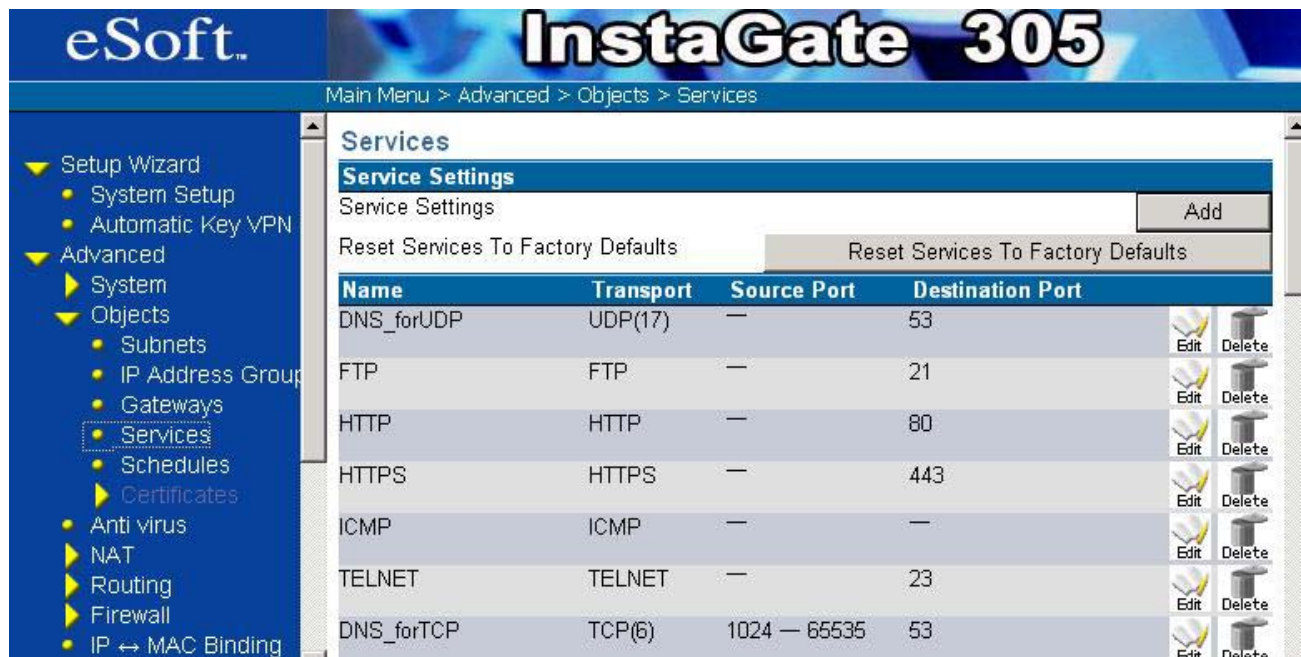 eSoft™
InstaGate 305
Main Menu > Advanced > Objects > Services
Setup Wizard
System Setup
Automatic Key VPN
Advanced
System
Objects
Subnets
IP Address Group
Gateways
Services
Schedules
Certificates
Anti virus
NAT
Routing
Firewall
IP ↔ MAC Binding
Services
Service Settings
Service Settings Add
Reset Services To Factory Defaults Reset Services To Factory Defaults
Name Transport Source Port Destination Port
DNS_forUDP UDP(17) — 53 Edit Delete
FTP FTP — 21 Edit Delete
HTTP HTTP — 80 Edit Delete
HTTPS HTTPS — 443 Edit Delete
ICMP ICMP — — Edit Delete
TELNET TELNET — 23 Edit Delete
DNS_forTCP TCP(6) 1024 — 65535 53 Edit Delete